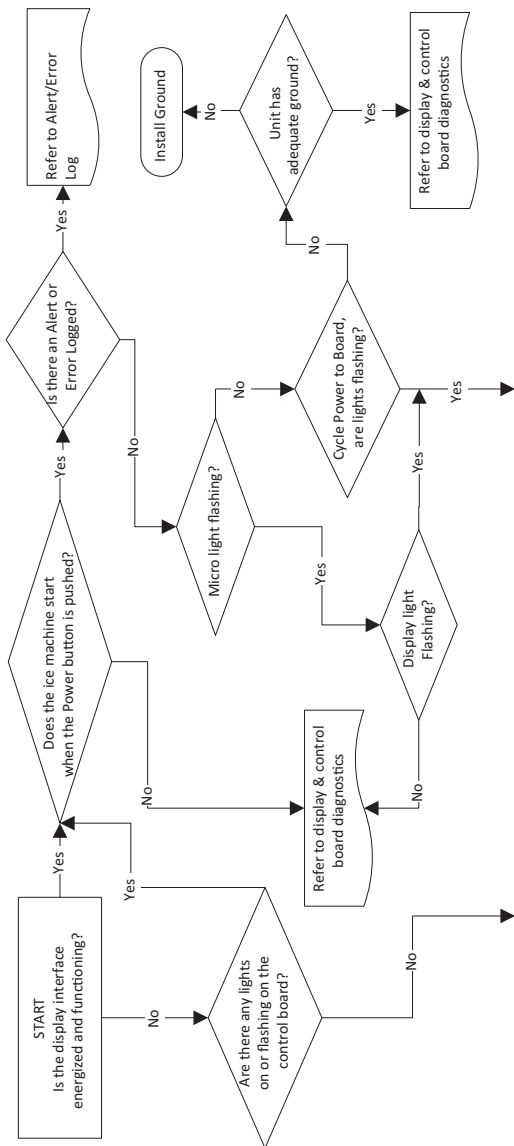 START
Is the display interface
energized and functioning?
Yes
No
Are there any lights
on or flashing on the
control board?
Yes
No
Does the ice machine start
when the Power button is pushed?
Yes
No
Refer to display & control
board diagnostics
Is there an Alert or
Error Logged?
Yes
No
Refer to Alert/Error
Log
Micro light flashing?
No
Yes
Display light
Flashing?
No
Yes
Cycle Power to Board,
are lights flashing?
No
Yes
Unit has
adequate ground?
No
Yes
Install Ground
Refer to display & control
board diagnostics